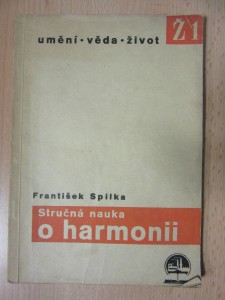 umění • věda • život
Ž1
František Spilka
Stručná nauka
o harmonii